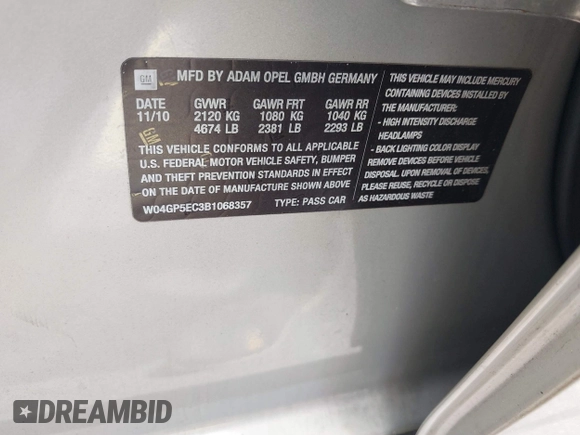 GM
MFD BY ADAM OPEL GMBH GERMANY
DATE GVWR GAWR FRT GAWR RR
11/10 2120 KG 1080 KG 1040 KG
4674 LB 2381 LB 2293 LB
GM
THIS VEHICLE CONFORMS TO ALL APPLICABLE
U.S. FEDERAL MOTOR VEHICLE SAFETY, BUMPER
AND THEFT PREVENTION STANDARDS IN EFFECT
ON THE DATE OF MANUFACTURE SHOWN ABOVE
W04GP5EC3B1068357 TYPE: PASS CAR
THIS VEHICLE MAY INCLUDE MERCURY
CONTAINING DEVICES INSTALLED BY
THE MANUFACTURER:
- HIGH INTENSITY DISCHARGE
HEADLAMPS
- BACK LIGHTING COLOR DISPLAY
REMOVE DEVICES BEFORE VEHICLE
DISPOSAL. UPON REMOVAL OF DEVICES,
PLEASE REUSE, RECYCLE OR DISPOSE
AS HAZARDOUS WASTE
DREAMBID